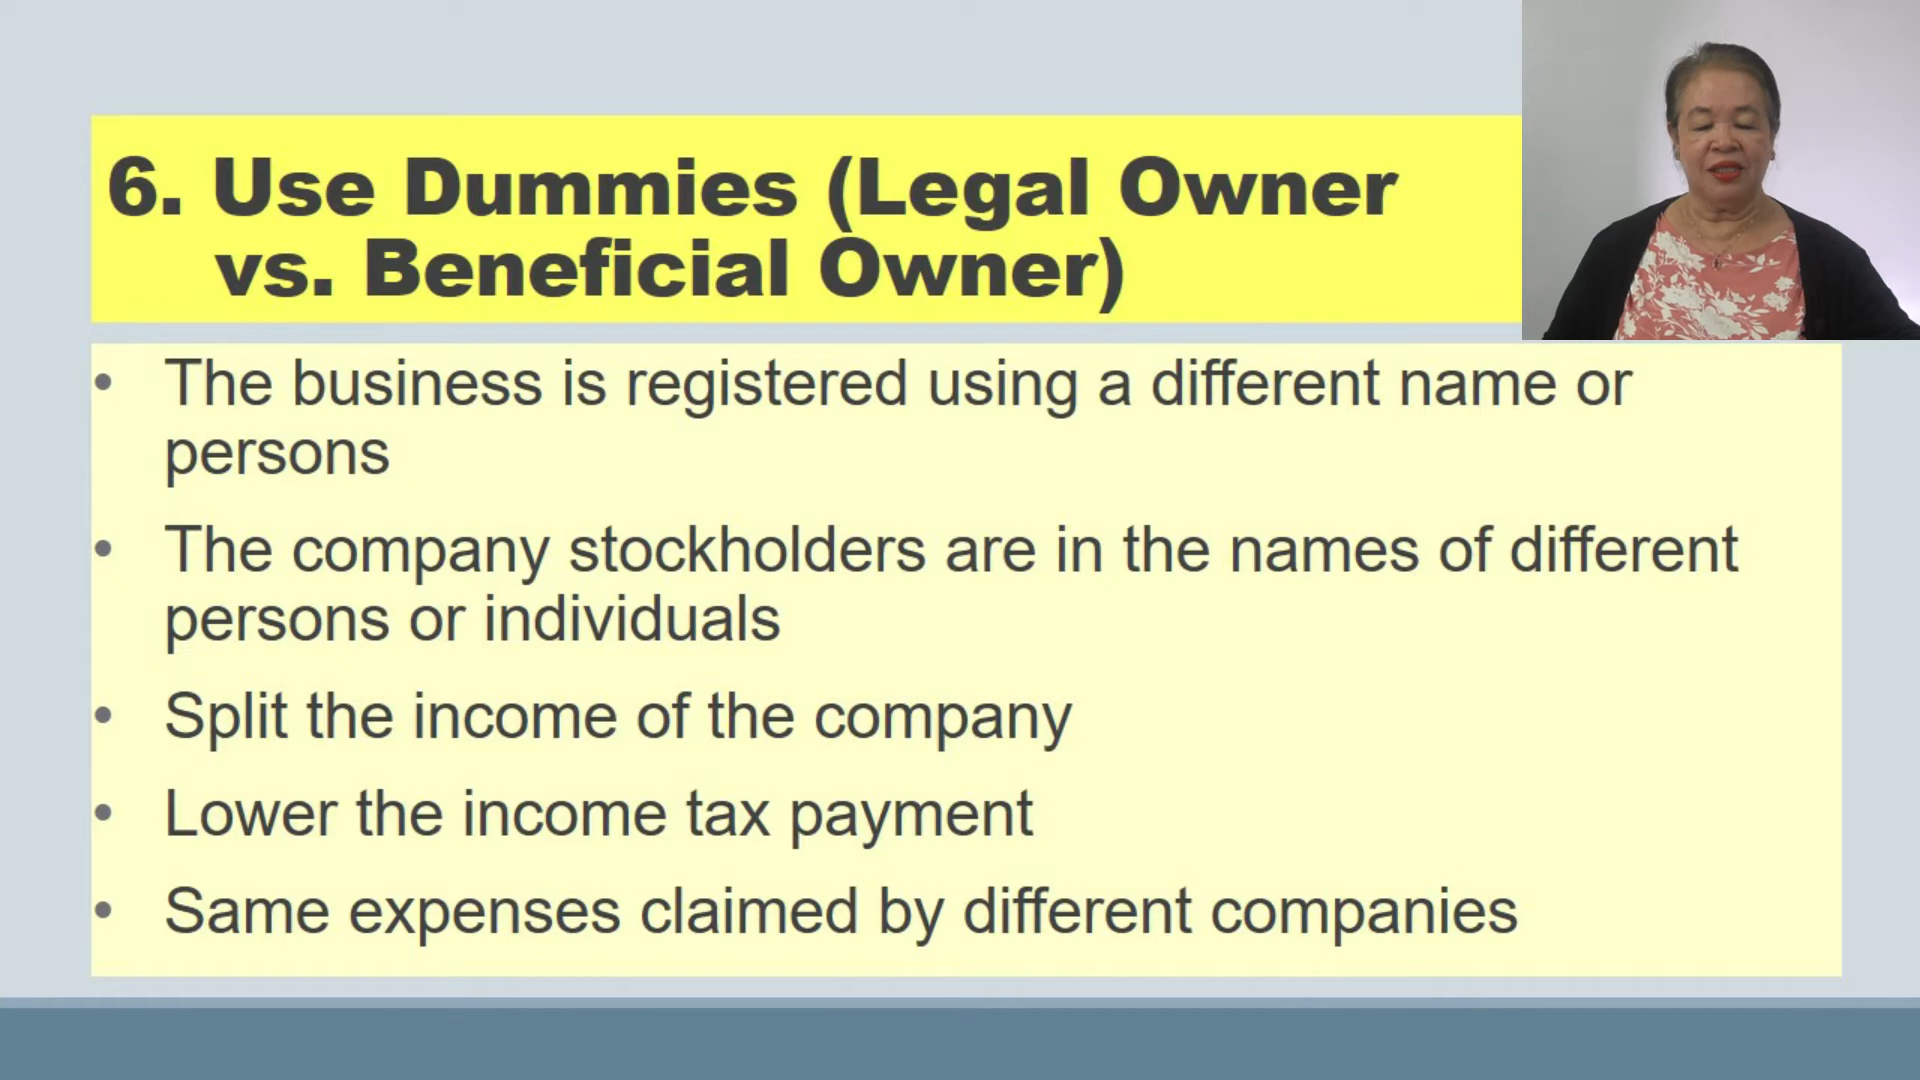 6. Use Dummies (Legal Owner
vs. Beneficial Owner)
• The business is registered using a different name or
persons
• The company stockholders are in the names of different
persons or individuals
• Split the income of the company
• Lower the income tax payment
• Same expenses claimed by different companies